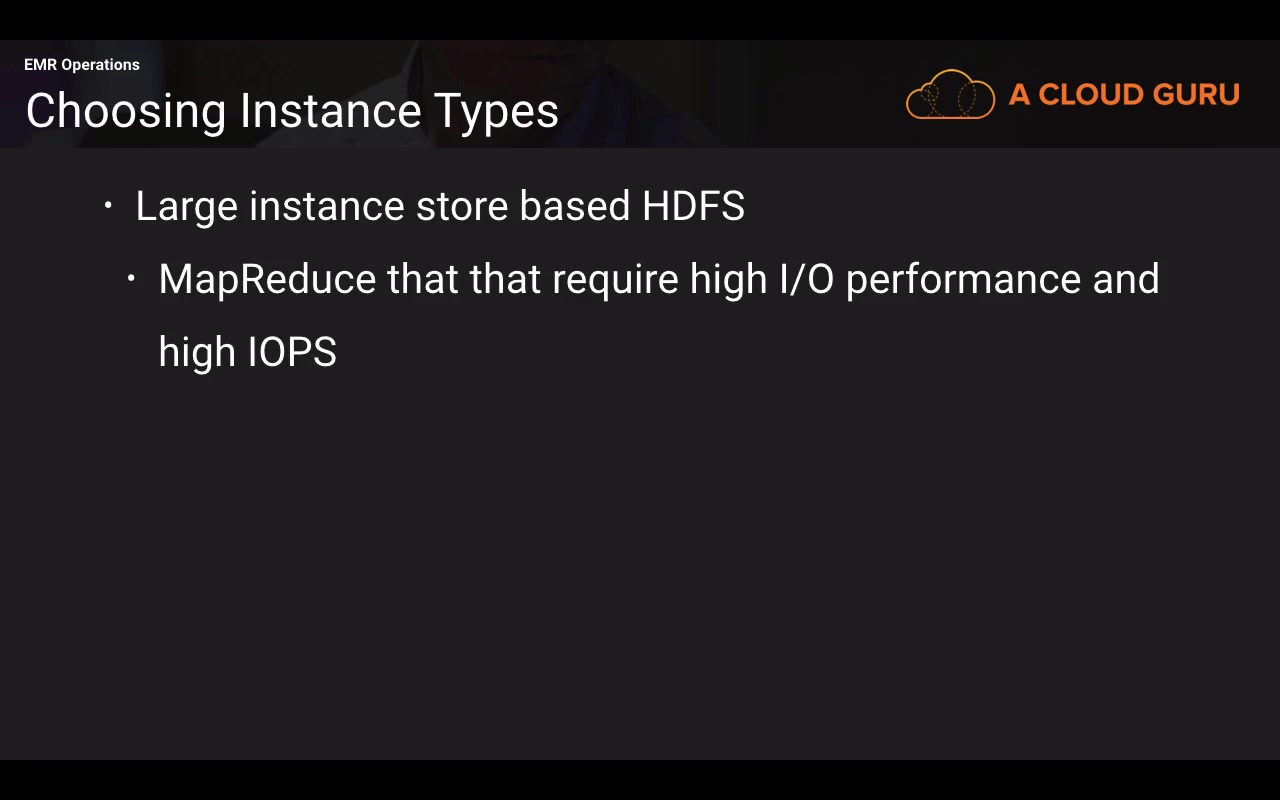 EMR Operations
Choosing Instance Types
A CLOUD GURU
• Large instance store based HDFS
• MapReduce that that require high I/O performance and
high IOPS